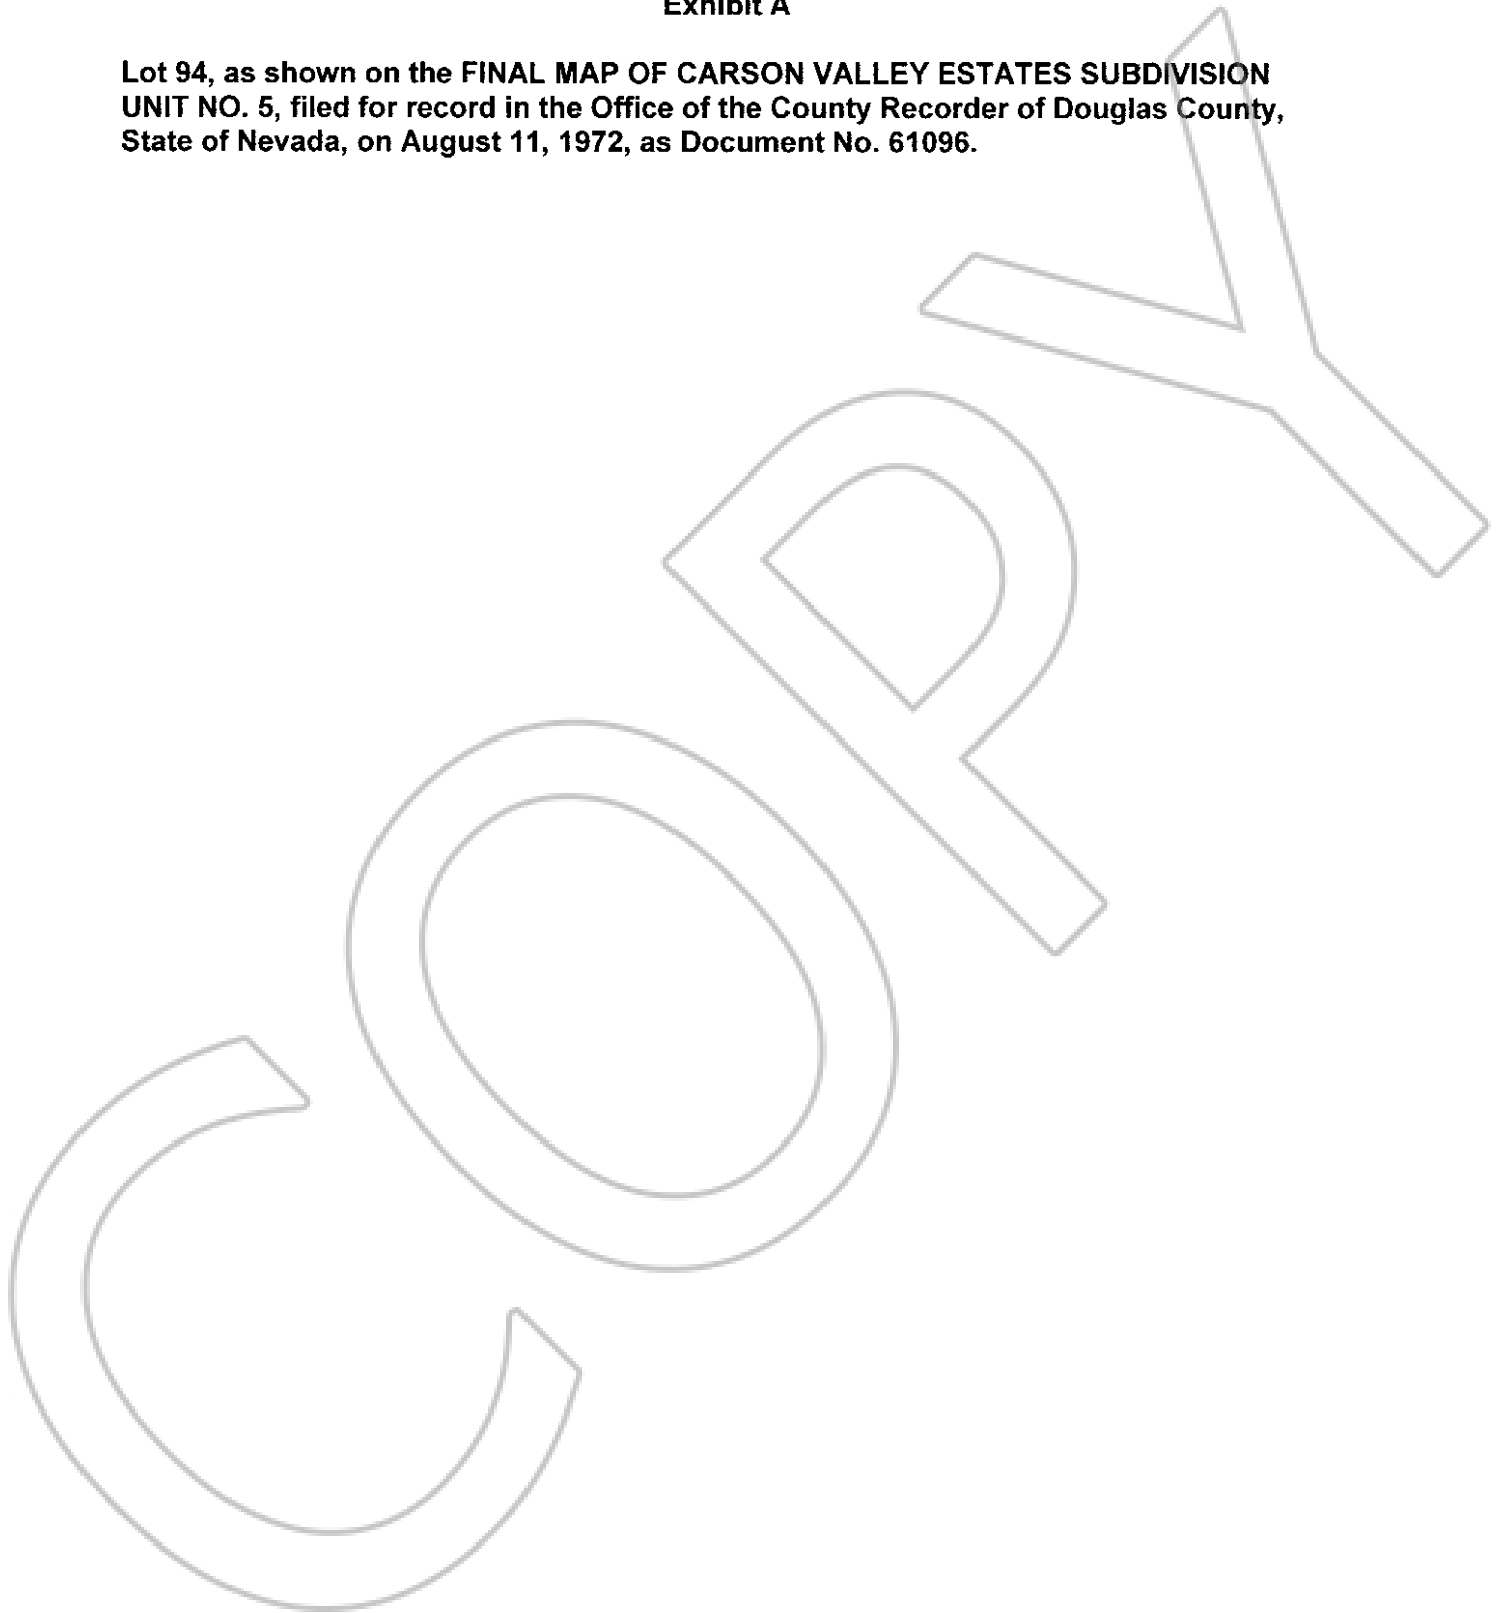 Exhibit A
Lot 94, as shown on the FINAL MAP OF CARSON VALLEY ESTATES SUBDIVISION
UNIT NO. 5, filed for record in the Office of the County Recorder of Douglas County,
State of Nevada, on August 11, 1972, as Document No. 61096.
COPY